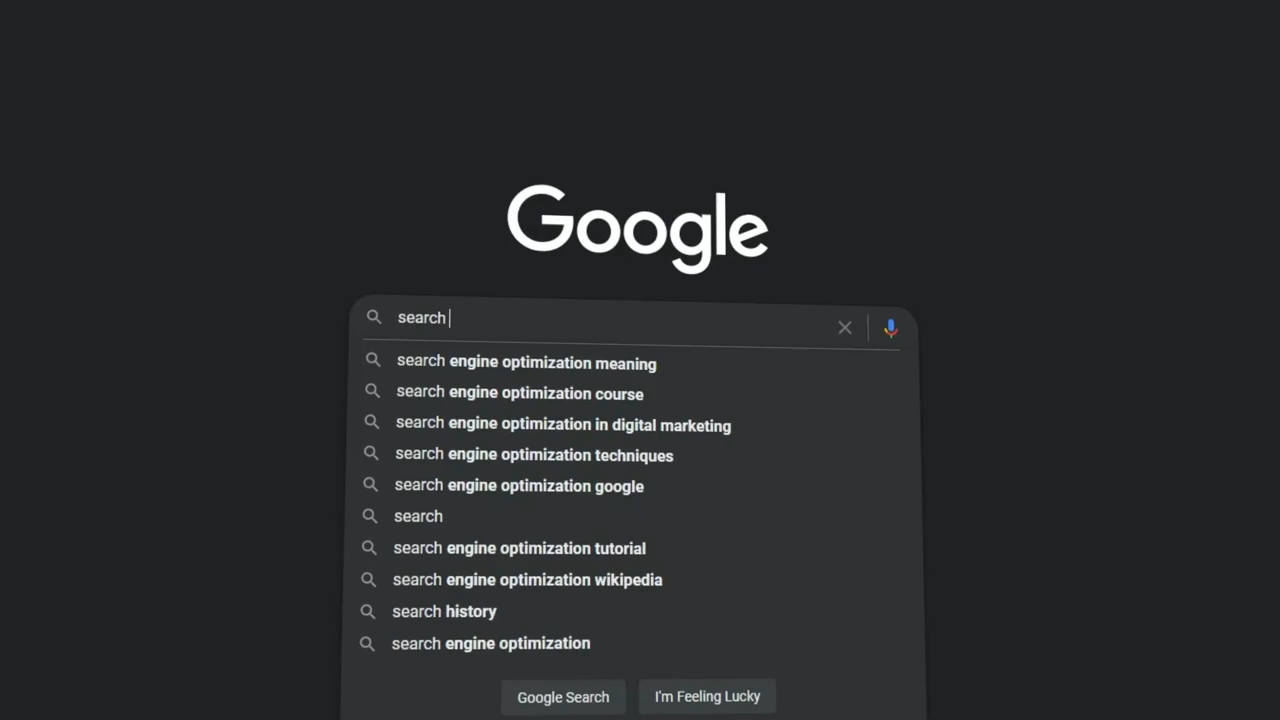 Google
search
search engine optimization meaning
search engine optimization course
search engine optimization in digital marketing
search engine optimization techniques
search engine optimization google
search
search engine optimization tutorial
search engine optimization wikipedia
search history
search engine optimization
Google Search I'm Feeling Lucky